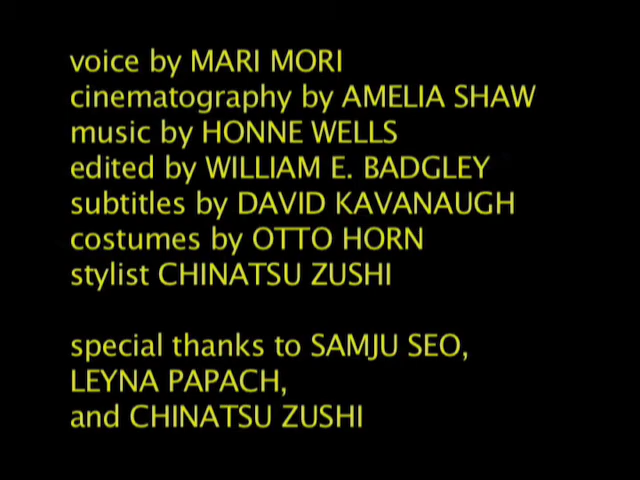 voice by MARI MORI
cinematography by AMELIA SHAW
music by HONNE WELLS
edited by WILLIAM E. BADGLEY
subtitles by DAVID KAVANAUGH
costumes by OTTO HORN
stylist CHINATSU ZUSHI
special thanks to SAMJU SEO,
LEYNA PAPACH,
and CHINATSU ZUSHI